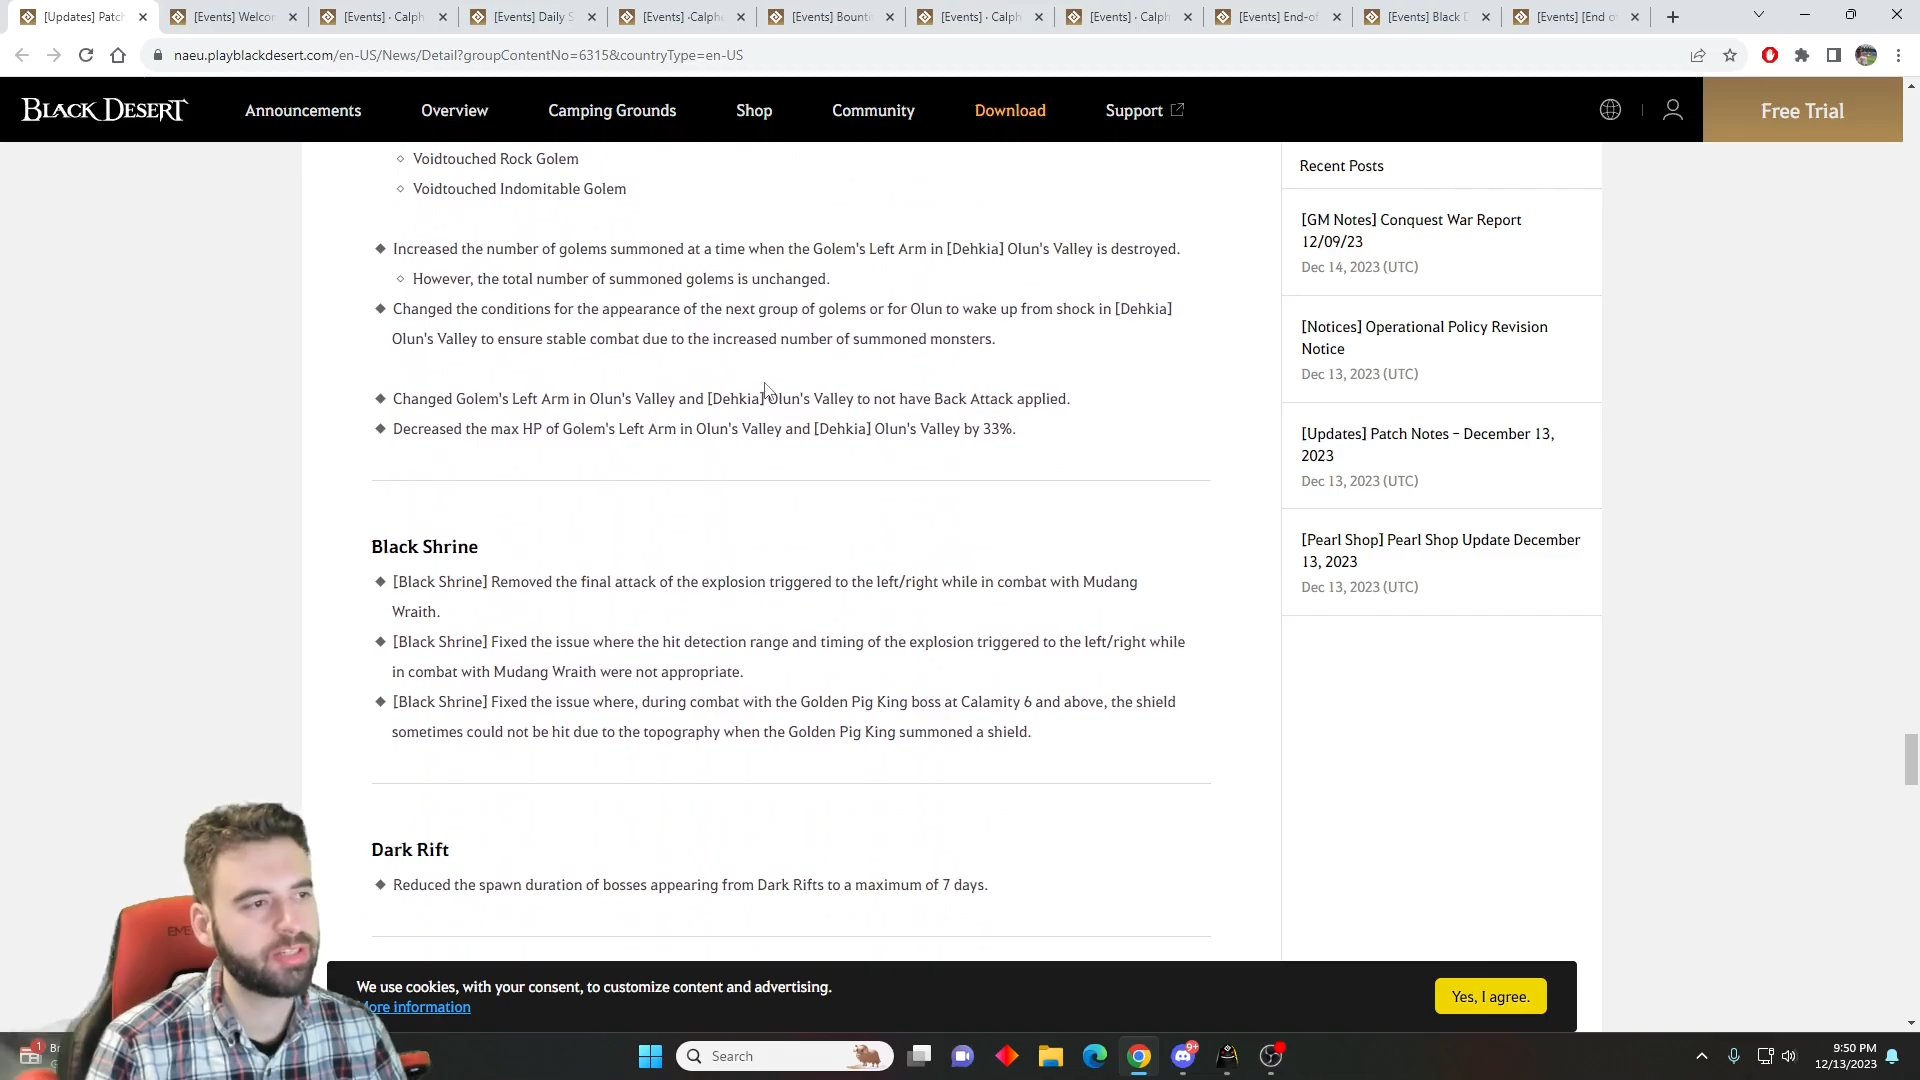 [Updates] Patch
[Events] Welcom
[Events] · Calph
[Events] Daily S
[Events] ·Calphe
[Events] Bounti
[Events] · Calph
[Events] · Calph
[Events] End-of
[Events] Black D
[Events] [End of
naeu.playblackdesert.com/en-US/News/Detail?groupContentNo=6315&countryType=en-US
BLACK DESERT
Announcements
Overview
Camping Grounds
Shop
Community
Download
Support
Free Trial
Voidtouched Rock Golem
Voidtouched Indomitable Golem
Increased the number of golems summoned at a time when the Golem's Left Arm in [Dehkia] Olun's Valley is destroyed.
However, the total number of summoned golems is unchanged.
Changed the conditions for the appearance of the next group of golems or for Olun to wake up from shock in [Dehkia]
Olun's Valley to ensure stable combat due to the increased number of summoned monsters.
Changed Golem's Left Arm in Olun's Valley and [Dehkia] Olun's Valley to not have Back Attack applied.
Decreased the max HP of Golem's Left Arm in Olun's Valley and [Dehkia] Olun's Valley by 33%.
Black Shrine
[Black Shrine] Removed the final attack of the explosion triggered to the left/right while in combat with Mudang
Wraith.
[Black Shrine] Fixed the issue where the hit detection range and timing of the explosion triggered to the left/right while
in combat with Mudang Wraith were not appropriate.
[Black Shrine] Fixed the issue where, during combat with the Golden Pig King boss at Calamity 6 and above, the shield
sometimes could not be hit due to the topography when the Golden Pig King summoned a shield.
Dark Rift
Reduced the spawn duration of bosses appearing from Dark Rifts to a maximum of 7 days.
Recent Posts
[GM Notes] Conquest War Report
12/09/23
Dec 14, 2023 (UTC)
[Notices] Operational Policy Revision
Notice
Dec 13, 2023 (UTC)
[Updates] Patch Notes – December 13,
2023
Dec 13, 2023 (UTC)
[Pearl Shop] Pearl Shop Update December
13, 2023
Dec 13, 2023 (UTC)
We use cookies, with your consent, to customize content and advertising.
More information
Yes, I agree.
1
Search
9+
9:50 PM
12/13/2023